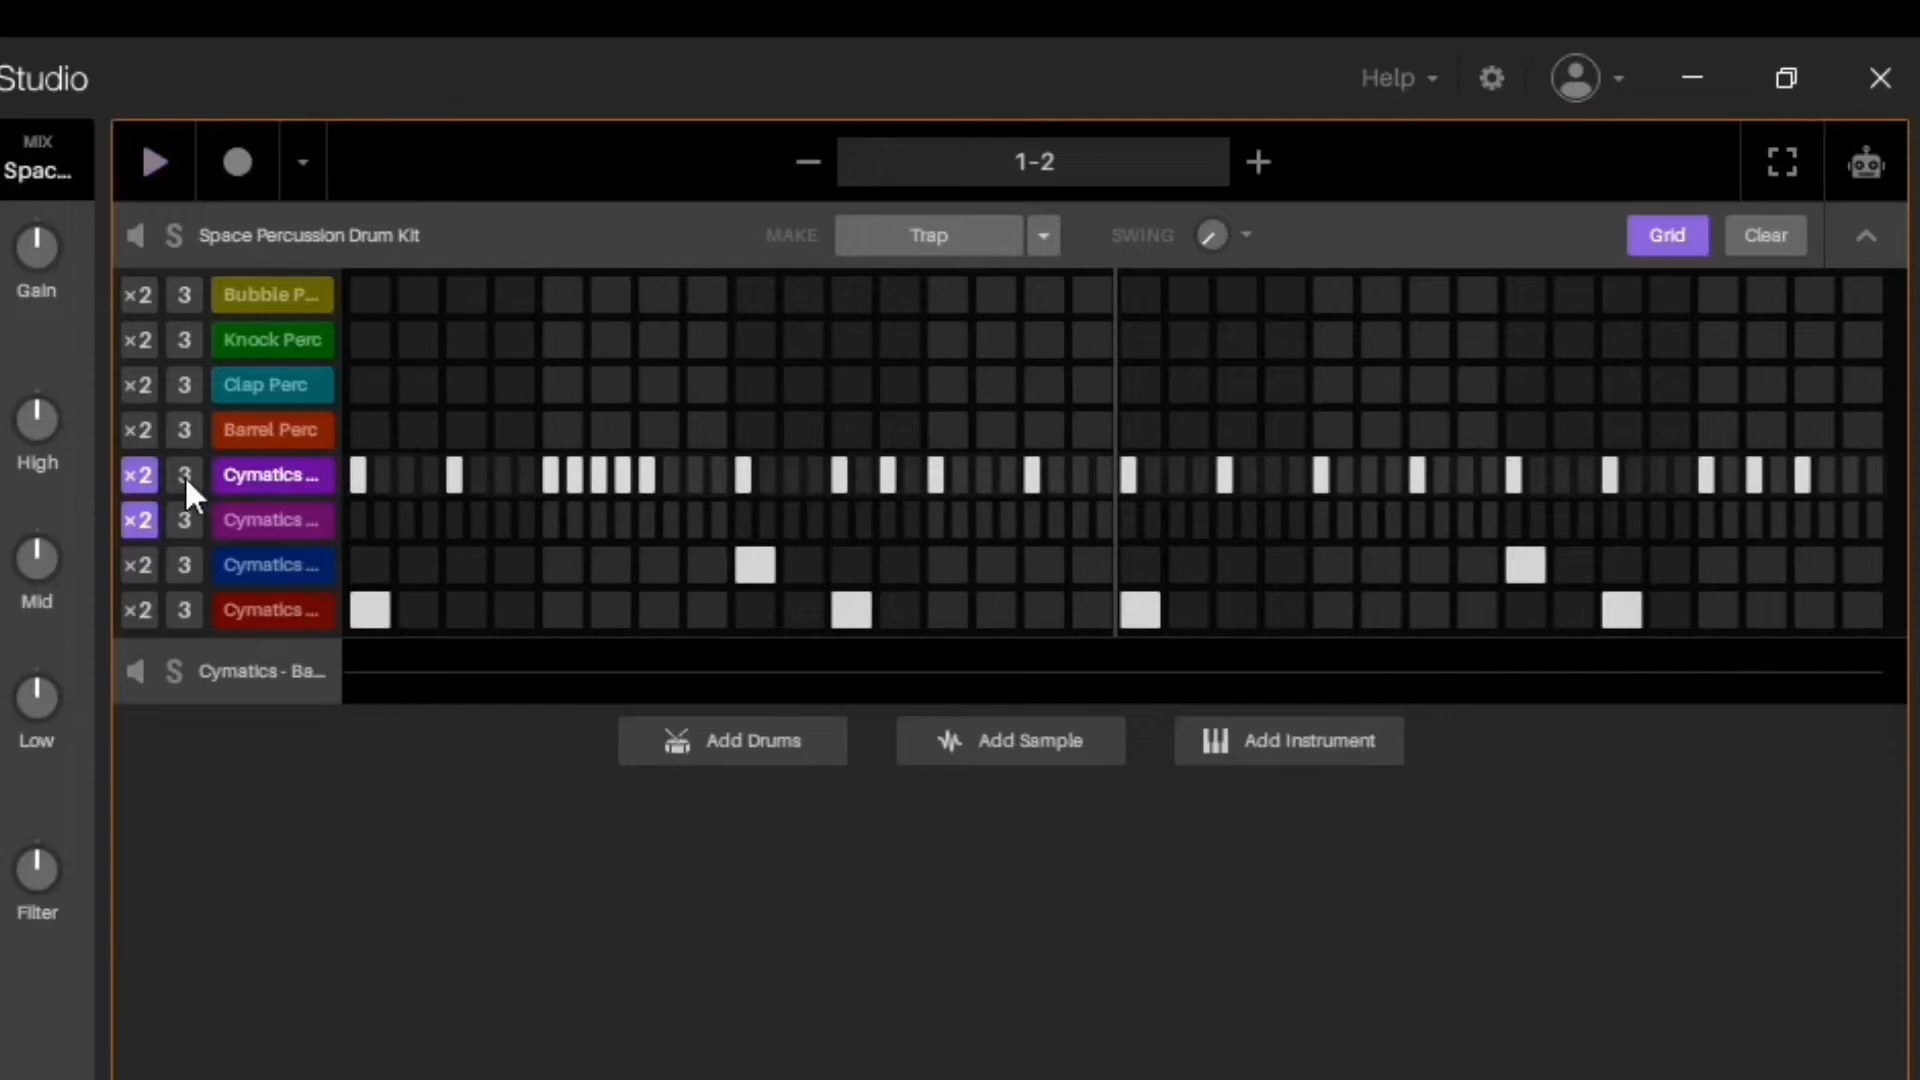 Studio
Help
MIX
Spac...
1-2
S Space Percussion Drum Kit MAKE Trap SWING Grid Clear
Gain
×2 3 Bubble P...
×2 3 Knock Perc
×2 3 Clap Perc
×2 3 Barrel Perc
High
×2 3 Cymatics ...
×2 3 Cymatics ...
×2 3 Cymatics ...
Mid
×2 3 Cymatics ...
S Cymatics - Ba...
Low
Add Drums Add Sample Add Instrument
Filter